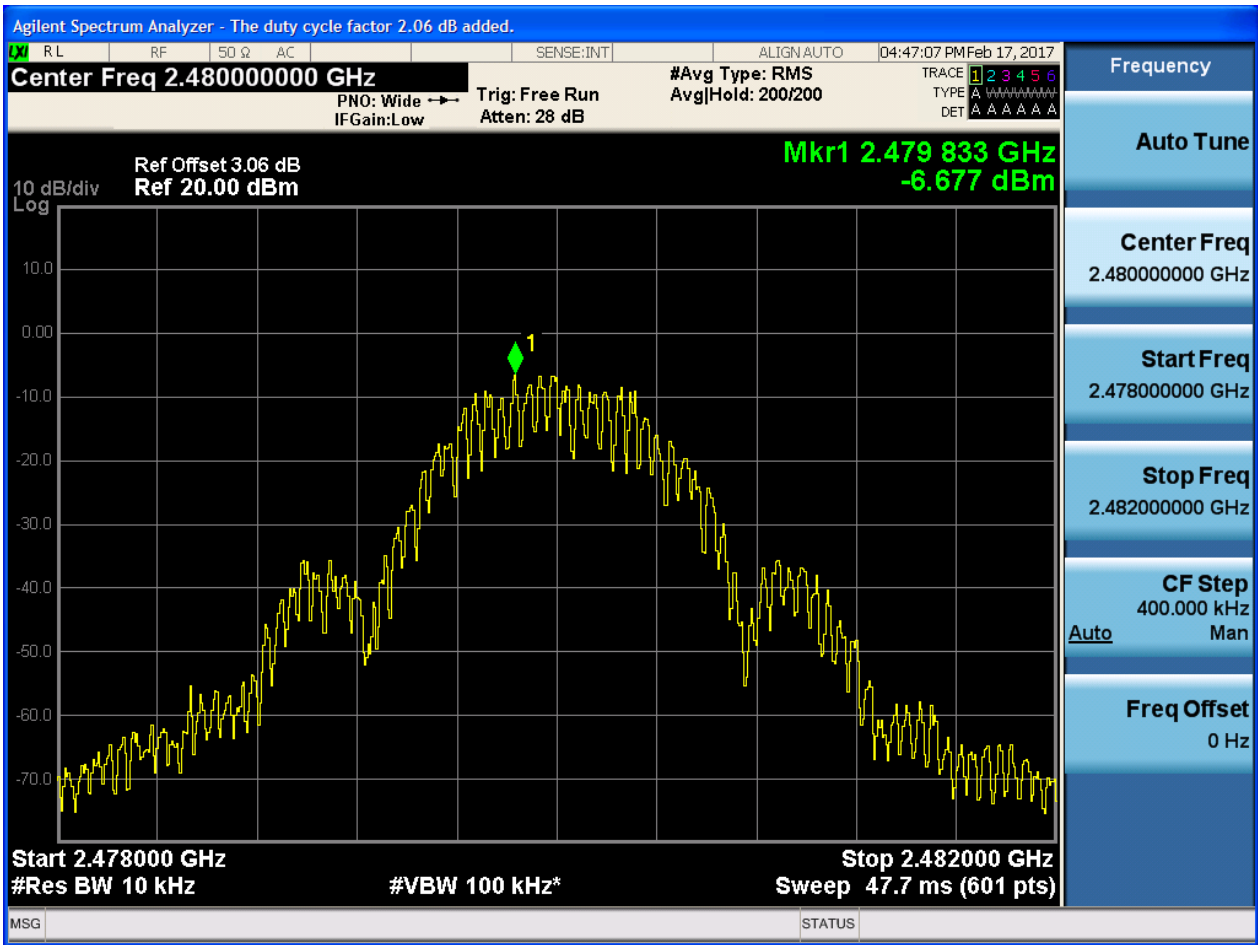 Agilent Spectrum Analyzer - The duty cycle factor 2.06 dB added.
LXI RL RF 50 Ω AC SENSE:INT ALIGN AUTO 04:47:07 PM Feb 17, 2017
Center Freq 2.480000000 GHz
PNO: Wide
IFGain:Low
Trig: Free Run
Atten: 28 dB
#Avg Type: RMS
Avg|Hold: 200/200
TRACE 1 2 3 4 5 6
TYPE A WWWWW
DET A A A A A A
Frequency
Mkr1 2.479 833 GHz
-6.677 dBm
Ref Offset 3.06 dB
10 dB/div Ref 20.00 dBm
Log
10.0
0.00
-10.0
-20.0
-30.0
-40.0
-50.0
-60.0
-70.0
1
Start 2.478000 GHz Stop 2.482000 GHz
#Res BW 10 kHz #VBW 100 kHz* Sweep 47.7 ms (601 pts)
Auto Tune
Center Freq
2.480000000 GHz
Start Freq
2.478000000 GHz
Stop Freq
2.482000000 GHz
CF Step
400.000 kHz
Auto Man
Freq Offset
0 Hz
MSG STATUS